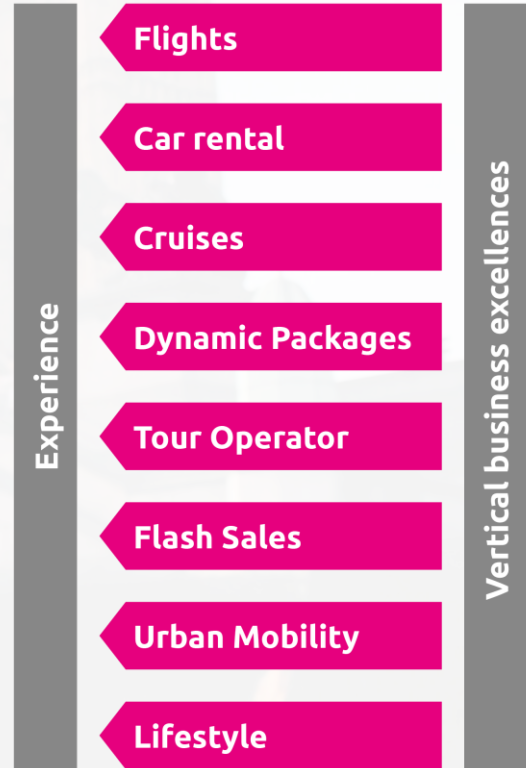 Experience
Flights
Car rental
Cruises
Dynamic Packages
Tour Operator
Flash Sales
Urban Mobility
Lifestyle
Vertical business excellences